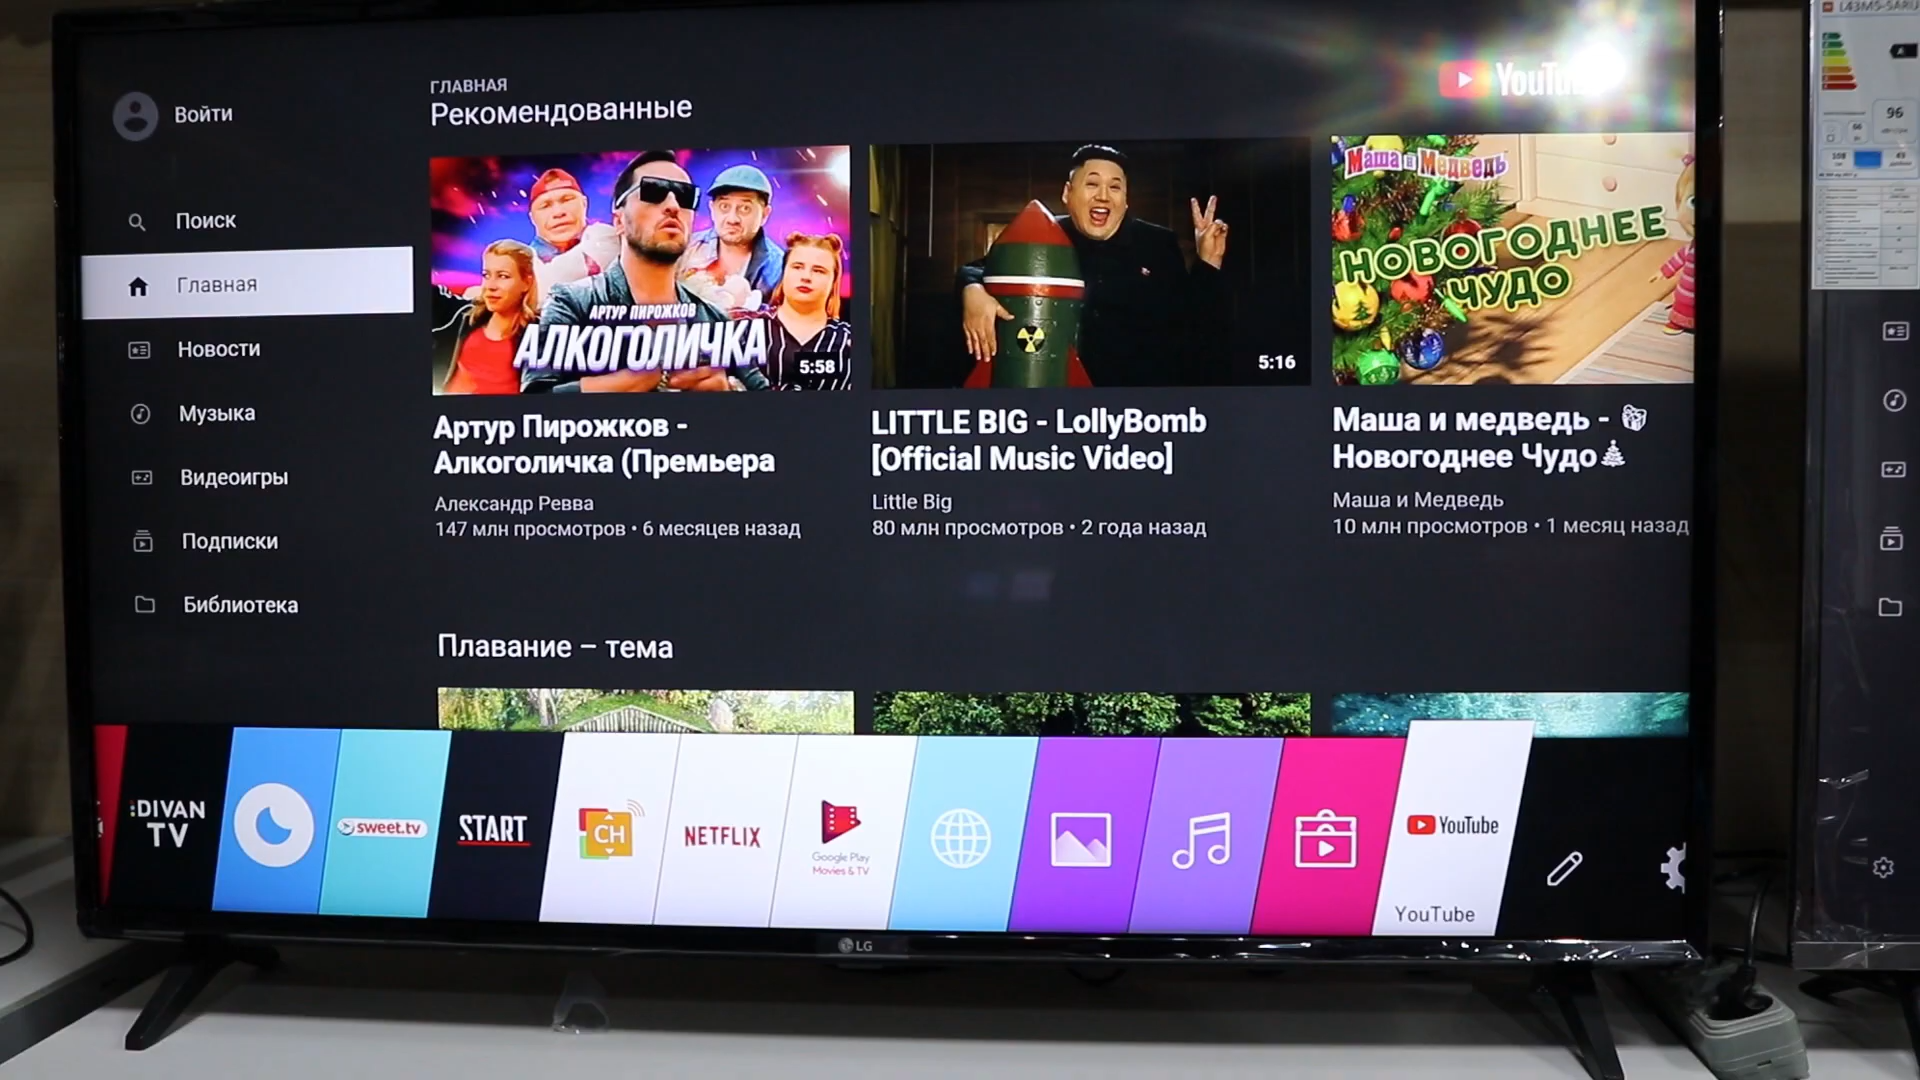 Войти
Поиск
Главная
Новости
Музыка
Видеоигры
Подписки
Библиотека
ГЛАВНАЯ
Рекомендованные
YouTu
АРТУР ПИРОЖКОВ
АЛКОГОЛИЧКА
5:58
Артур Пирожков -
Алкоголичка (Премьера
Александр Ревва
147 млн просмотров • 6 месяцев назад
5:16
LITTLE BIG - LollyBomb
[Official Music Video]
Little Big
80 млн просмотров • 2 года назад
Маша и Медведь
НОВОГОДНЕЕ
ЧУДО
Маша и медведь - 🎁
Новогоднее Чудо🎄
Маша и Медведь
10 млн просмотров • 1 месяц назад
Плавание – тема
:DIVAN
TV
sweet.tv
START
CH
NETFLIX
Google Play
Movies & TV
YouTube
YouTube
LG
L43M5-5ARU
96